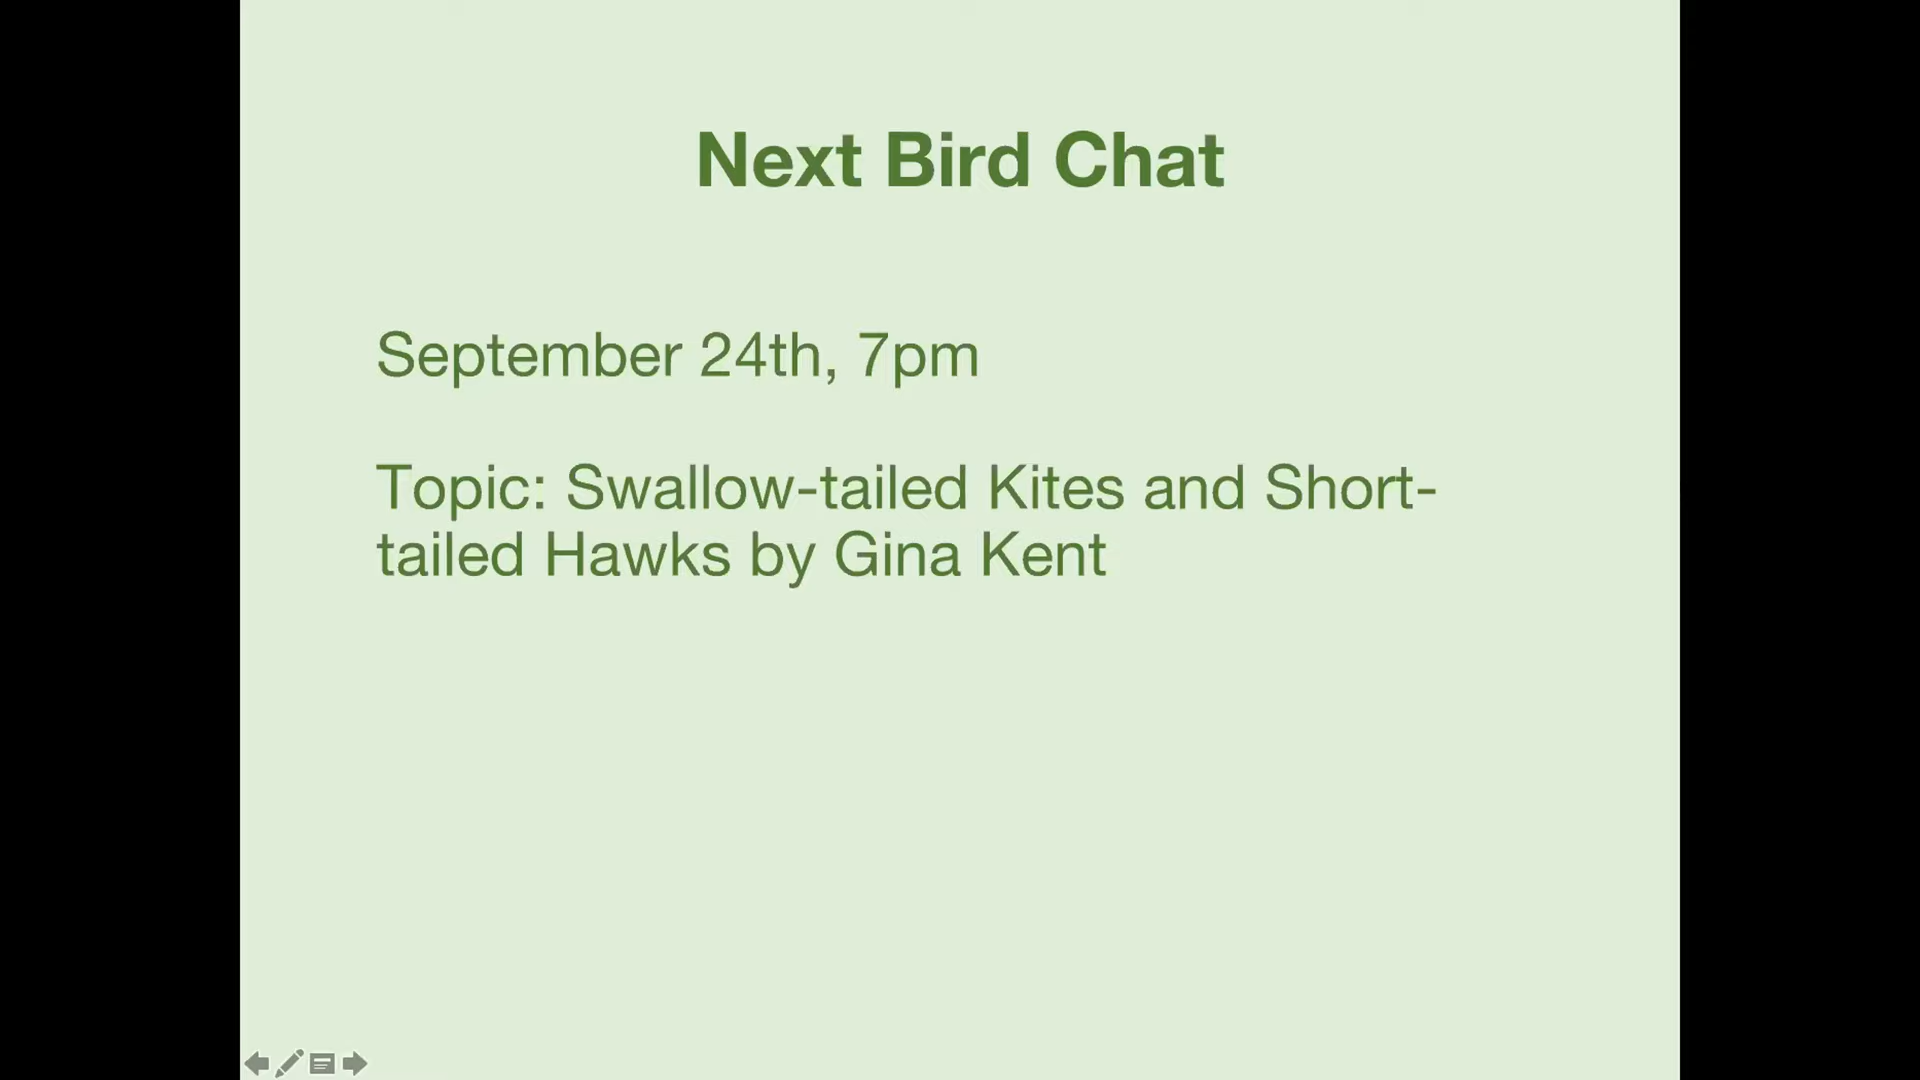 Next Bird Chat
September 24th, 7pm
Topic: Swallow-tailed Kites and Short-
tailed Hawks by Gina Kent